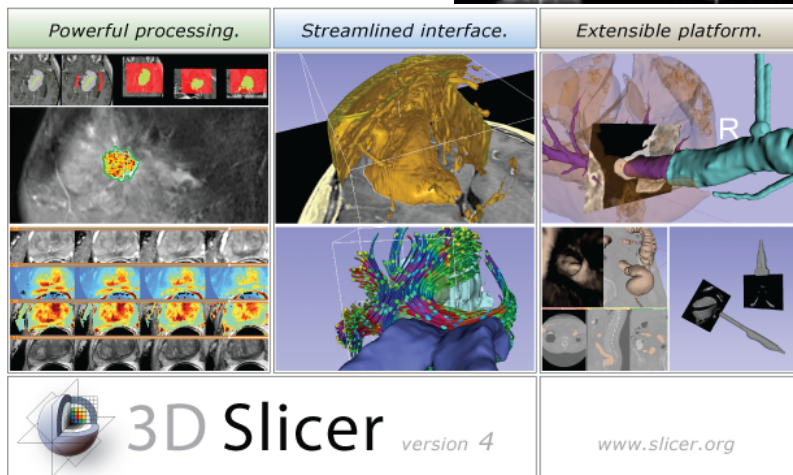 Powerful processing.
Streamlined interface.
Extensible platform.
R
3D Slicer version 4
www.slicer.org